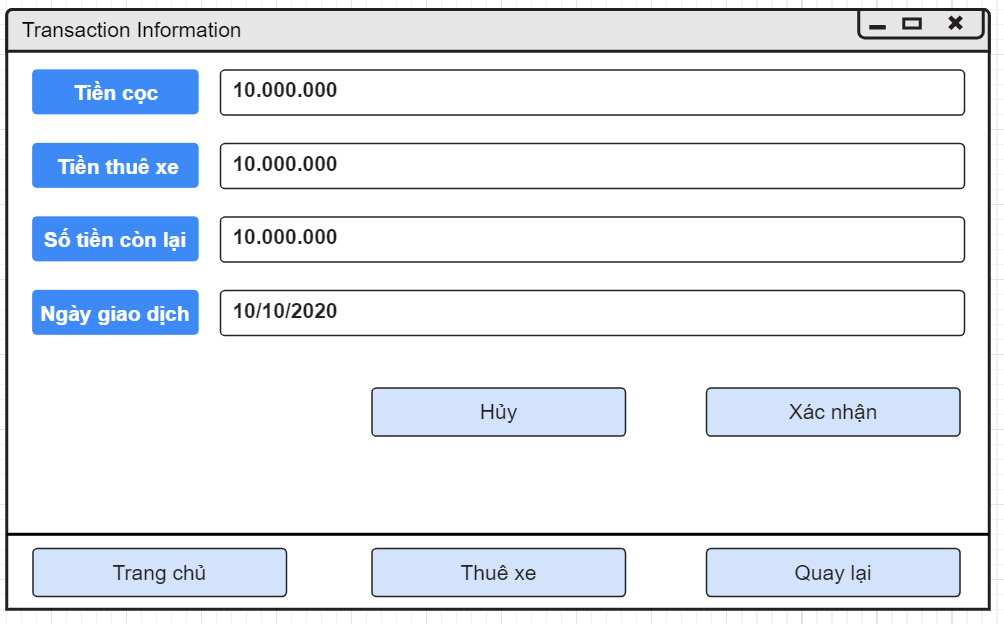 Transaction Information
Tiền cọc 10.000.000
Tiền thuê xe 10.000.000
Số tiền còn lại 10.000.000
Ngày giao dịch 10/10/2020
Hủy Xác nhận
Trang chủ Thuê xe Quay lại